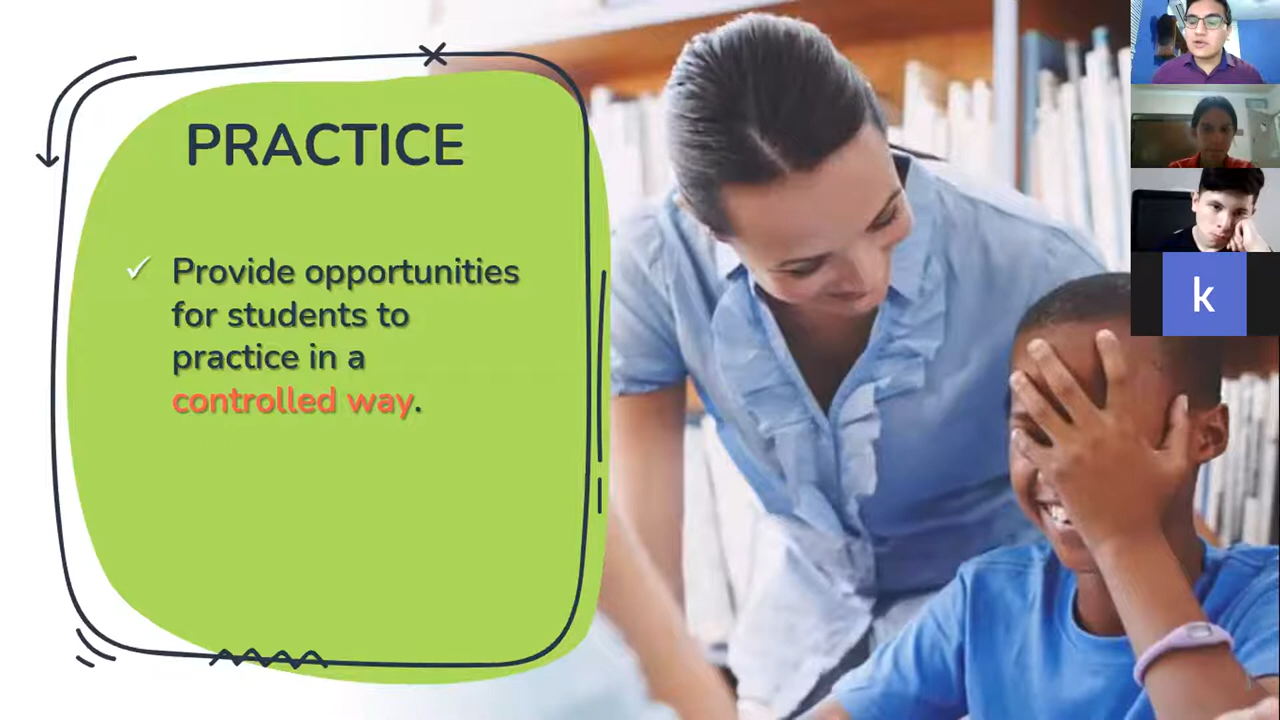 PRACTICE
✓ Provide opportunities
for students to
practice in a
controlled way.
k